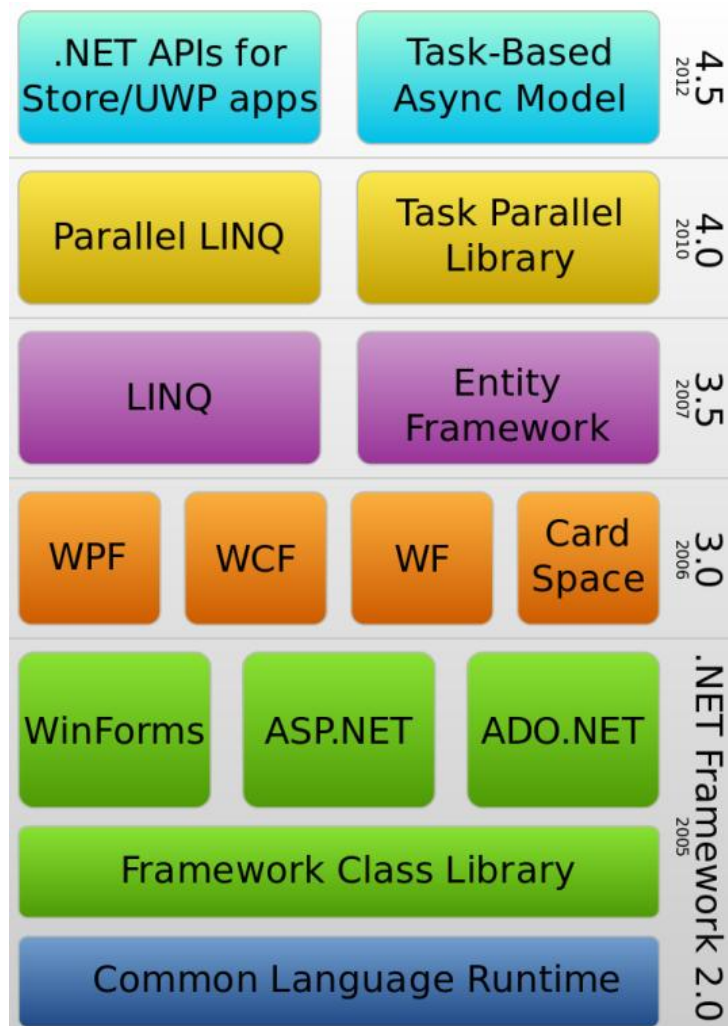 .NET APIs for
Store/UWP apps
Task-Based
Async Model
4.5
2012
Parallel LINQ
Task Parallel
Library
4.0
2010
LINQ
Entity
Framework
3.5
2007
WPF
WCF
WF
Card
Space
3.0
2006
WinForms
ASP.NET
ADO.NET
Framework Class Library
Common Language Runtime
.NET Framework 2.0
2005